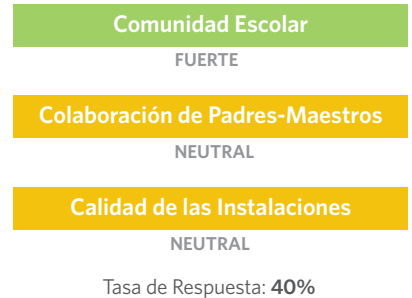 Comunidad Escolar
FUERTE
Colaboración de Padres-Maestros
NEUTRAL
Calidad de las Instalaciones
NEUTRAL
Tasa de Respuesta: 40%